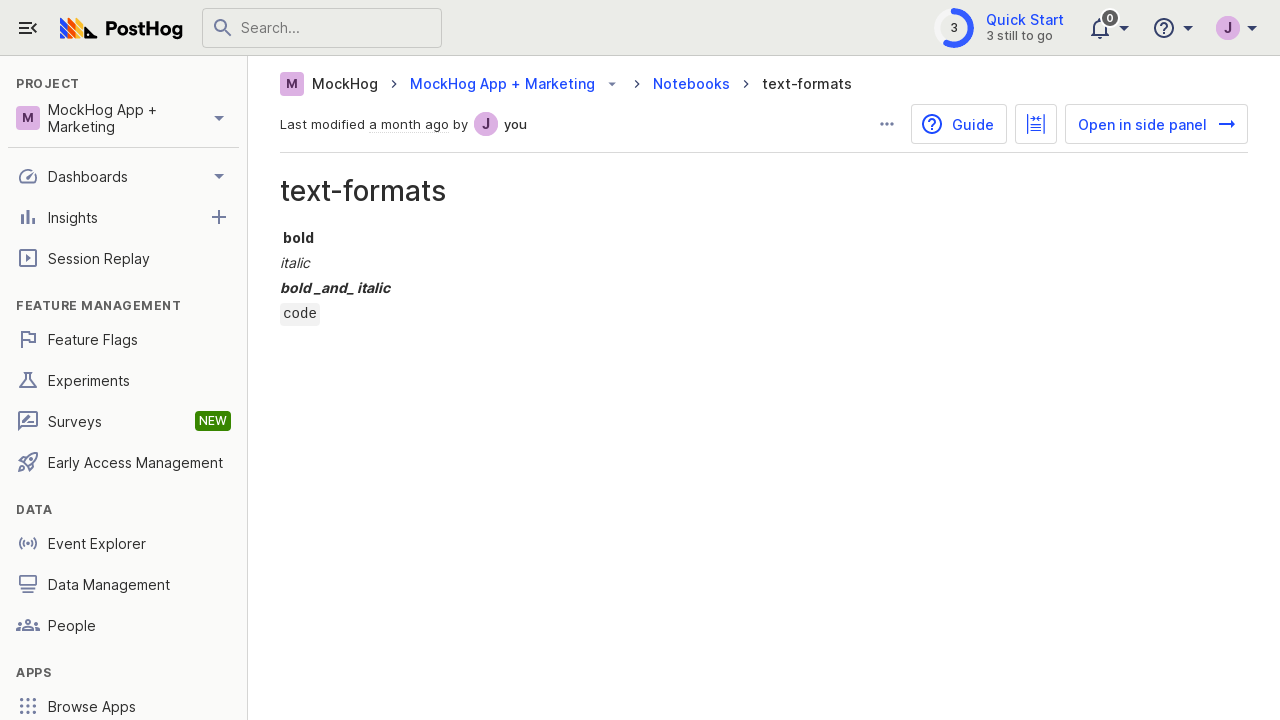 PostHog
Search...
3
Quick Start
3 still to go
0
J
PROJECT
M
MockHog App +
Marketing
Dashboards
Insights
Session Replay
FEATURE MANAGEMENT
Feature Flags
Experiments
Surveys
NEW
Early Access Management
DATA
Event Explorer
Data Management
People
APPS
Browse Apps
M MockHog > MockHog App + Marketing > Notebooks > text-formats
Last modified a month ago by J you
Guide
Open in side panel
text-formats
bold
italic
bold _and_ italic
code